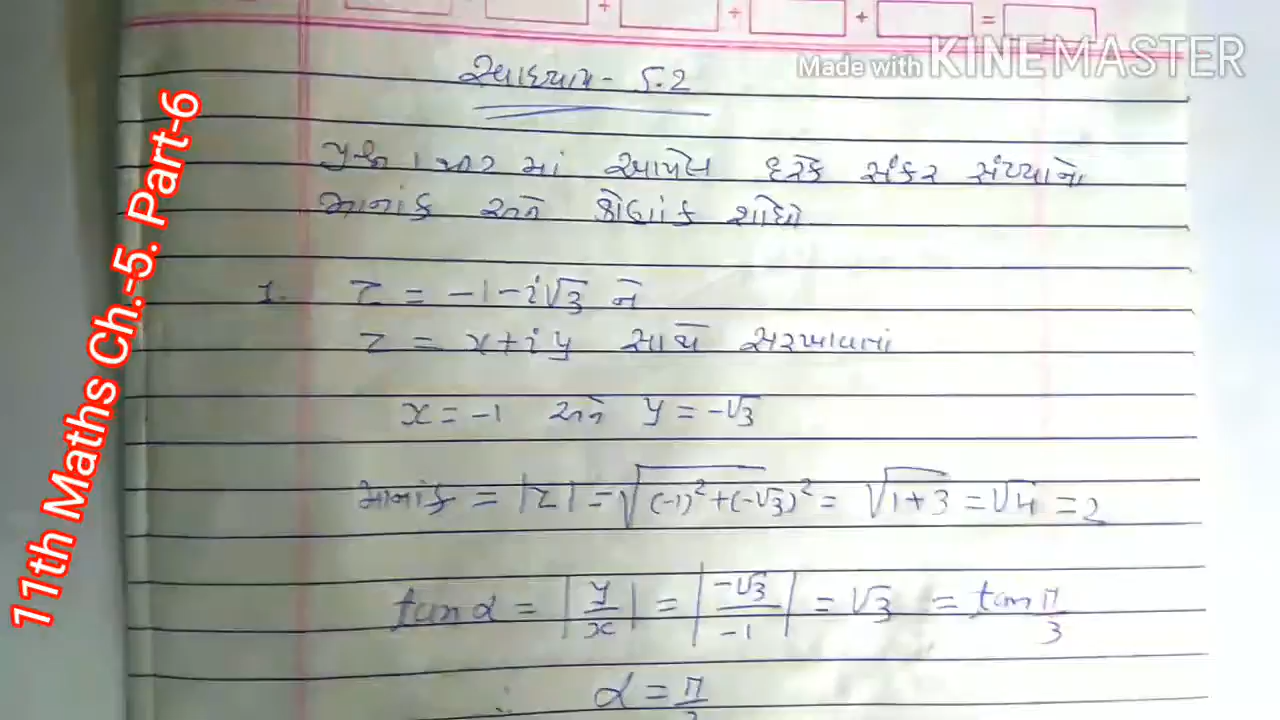 Made with KINEMASTER
11th Maths Ch.-5. Part-6
+ + + =
સ્વાધ્યાય - 5.2
પ્રશ્ન 1 અને 2 માં આપેલ દરેક સંકર સંખ્યાનો
માનાંક અને કોણાંક શોધો
1. z = -1 - i√3 ને
z = x + iy સાથે સરખાવતાં
x = -1 અને y = -√3
માનાંક = |z| = √((-1)² + (-√3)²) = √(1+3) = √4 = 2
tan α = |y/x| = |-√3/-1| = √3 = tan π/3
∴ α = π/3